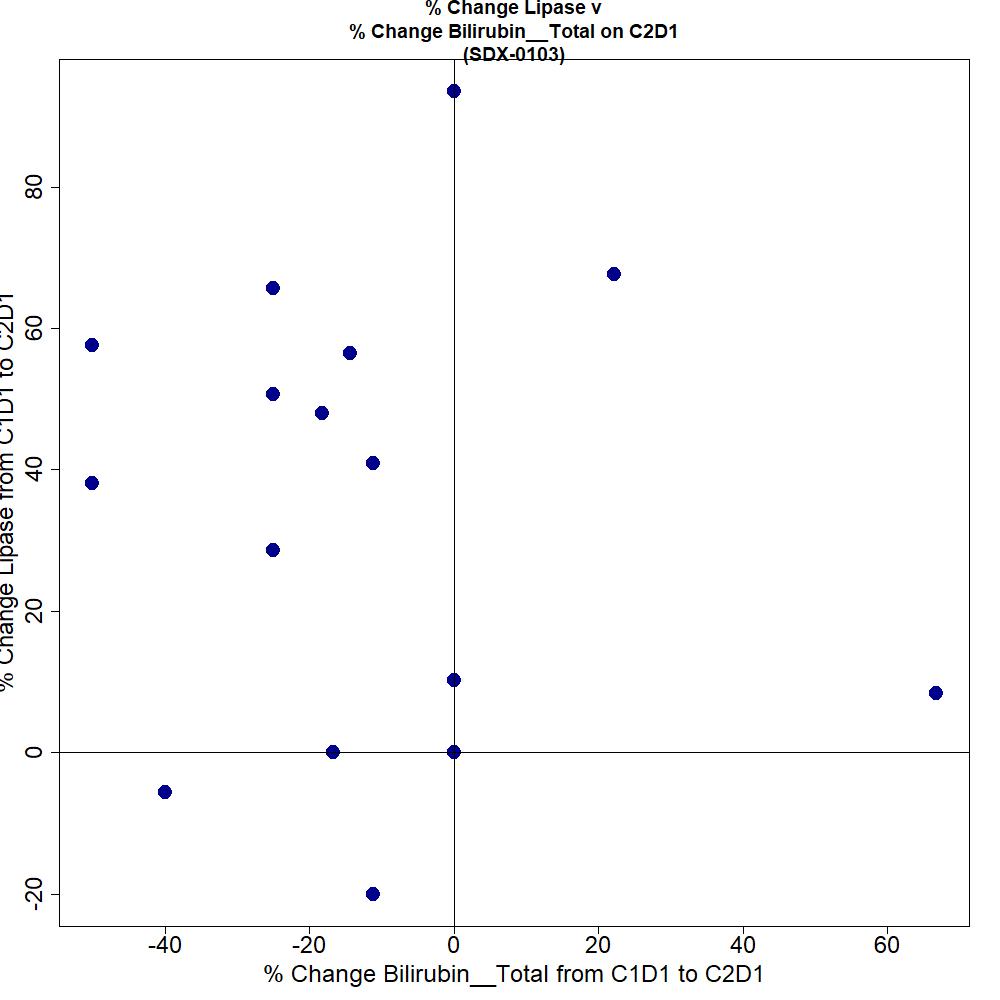 % Change Lipase v
% Change Bilirubin__Total on C2D1
(SDX-0103)
% Change Lipase from C1D1 to C2D1
80
60
40
20
0
-20
-40
-20
0
20
40
60
% Change Bilirubin__Total from C1D1 to C2D1